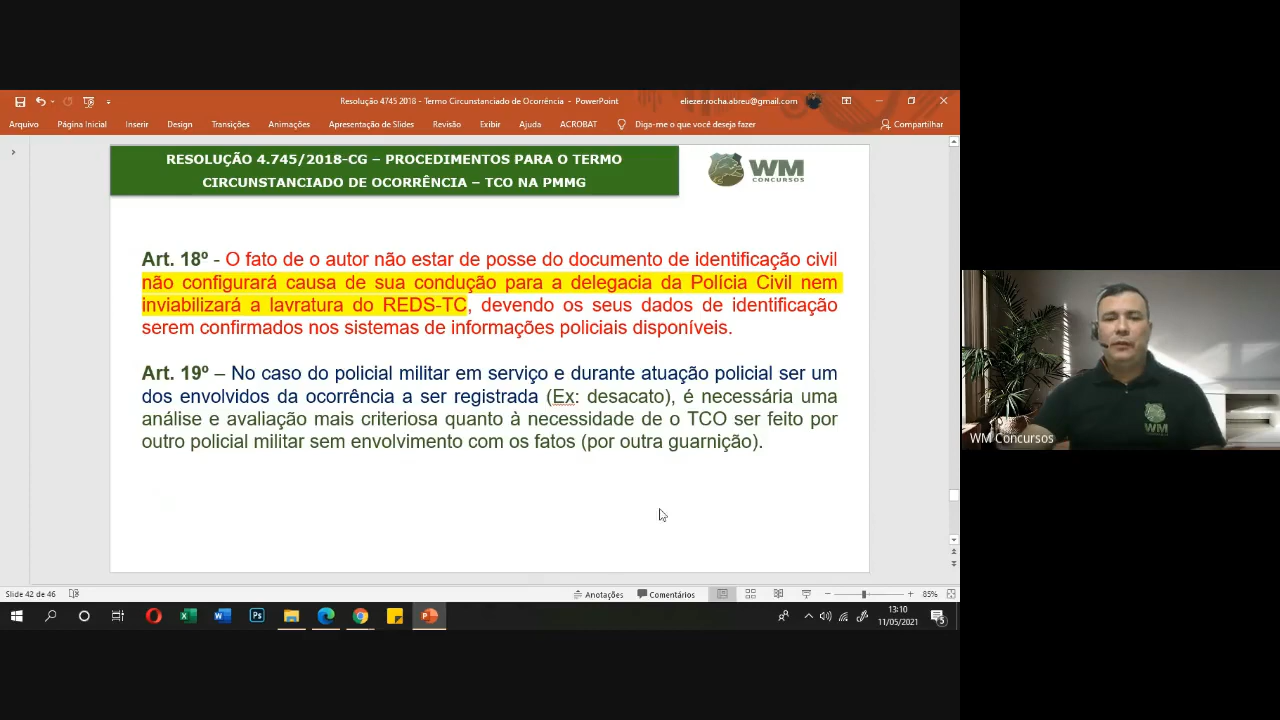 Resolução 4745 2018 - Termo Circunstanciado de Ocorrência - PowerPoint
eliezer.rocha.abreu@gmail.com
Arquivo Página Inicial Inserir Design Transições Animações Apresentação de Slides Revisão Exibir Ajuda ACROBAT Diga-me o que você deseja fazer Compartilhar
RESOLUÇÃO 4.745/2018-CG – PROCEDIMENTOS PARA O TERMO
CIRCUNSTANCIADO DE OCORRÊNCIA – TCO NA PMMG
WM
CONCURSOS
Art. 18º - O fato de o autor não estar de posse do documento de identificação civil
não configurará causa de sua condução para a delegacia da Polícia Civil nem
inviabilizará a lavratura do REDS-TC, devendo os seus dados de identificação
serem confirmados nos sistemas de informações policiais disponíveis.
Art. 19º – No caso do policial militar em serviço e durante atuação policial ser um
dos envolvidos da ocorrência a ser registrada (Ex: desacato), é necessária uma
análise e avaliação mais criteriosa quanto à necessidade de o TCO ser feito por
outro policial militar sem envolvimento com os fatos (por outra guarnição).
WM
WM Concursos
Slide 42 de 46
Anotações Comentários 85%
Ps
13:10
11/05/2021
5